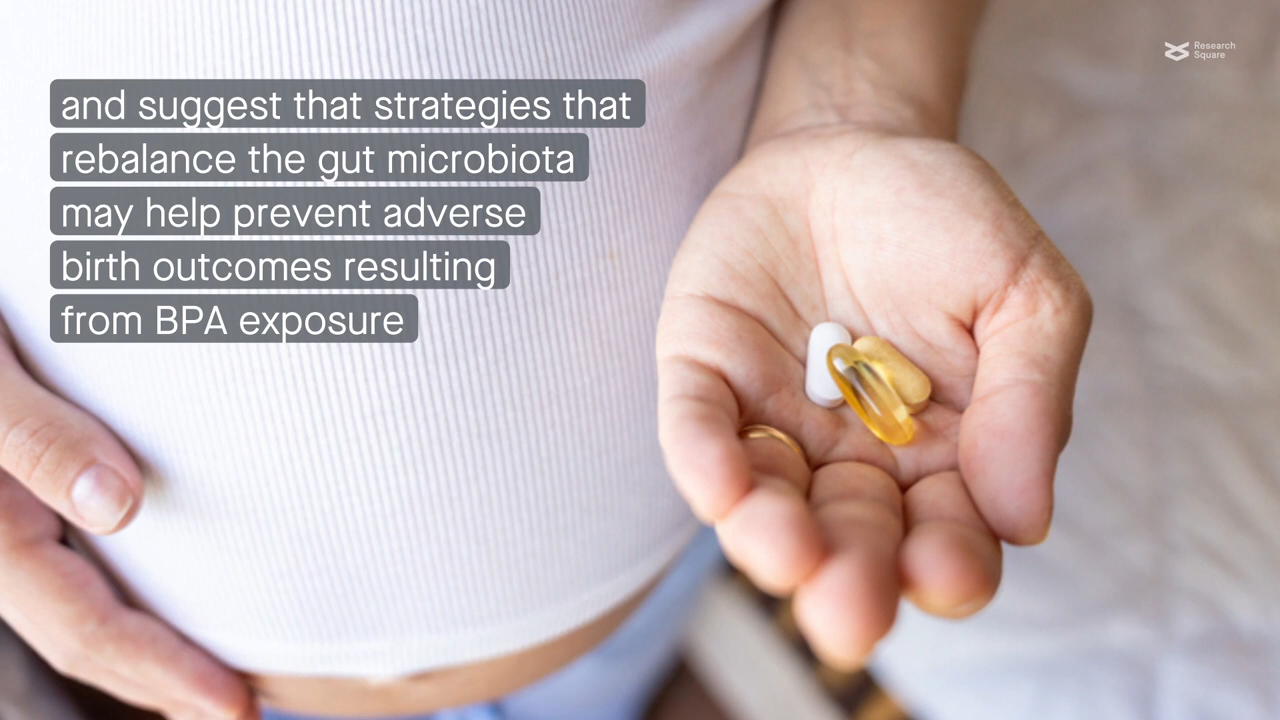 and suggest that strategies that
rebalance the gut microbiota
may help prevent adverse
birth outcomes resulting
from BPA exposure
Research
Square